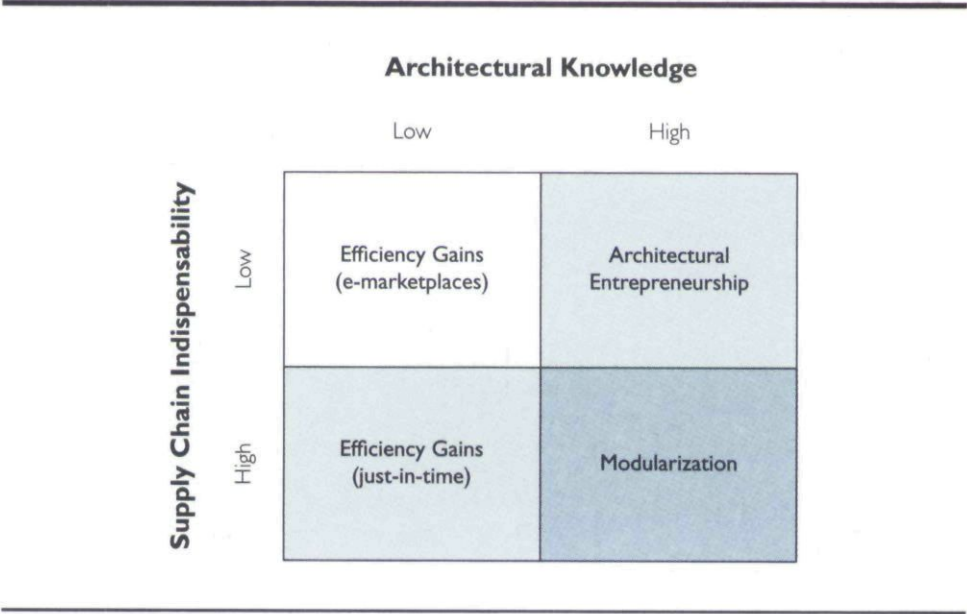 Architectural Knowledge
Low
High
Supply Chain Indispensability
Low
Efficiency Gains
(e-marketplaces)
Architectural
Entrepreneurship
High
Efficiency Gains
(just-in-time)
Modularization